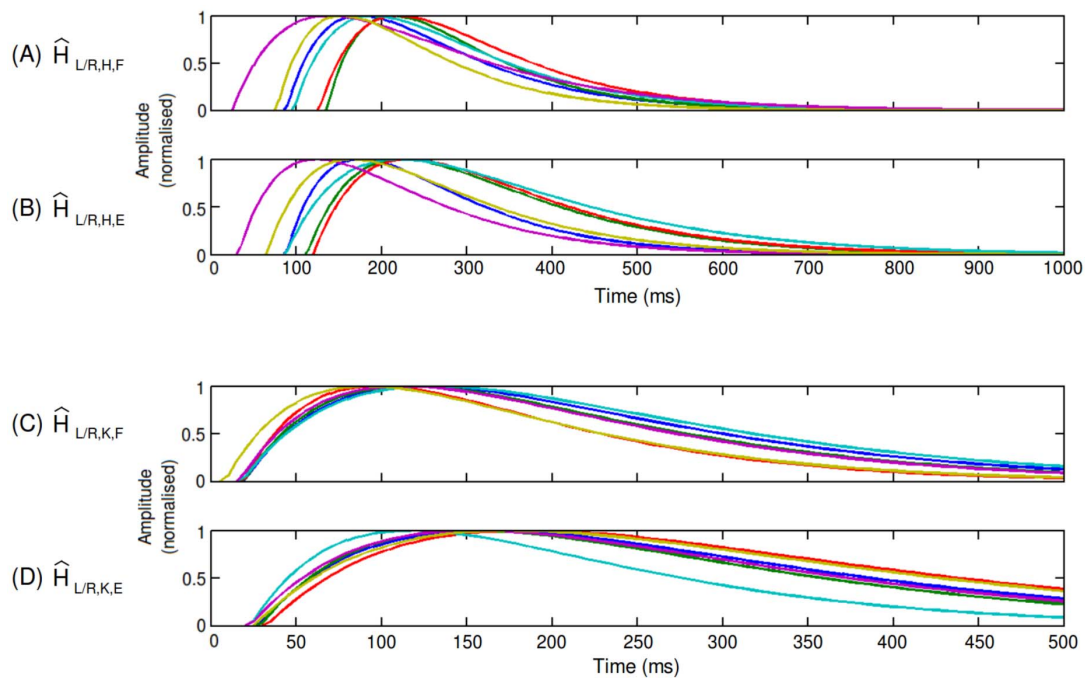 (A) Ĥ L/R,H,F
1
0.5
0
(B) Ĥ L/R,H,E
1
0.5
0
Amplitude
(normalised)
0 100 200 300 400 500 600 700 800 900 1000
Time (ms)
(C) Ĥ L/R,K,F
1
0.5
0
(D) Ĥ L/R,K,E
1
0.5
0
Amplitude
(normalised)
0 50 100 150 200 250 300 350 400 450 500
Time (ms)